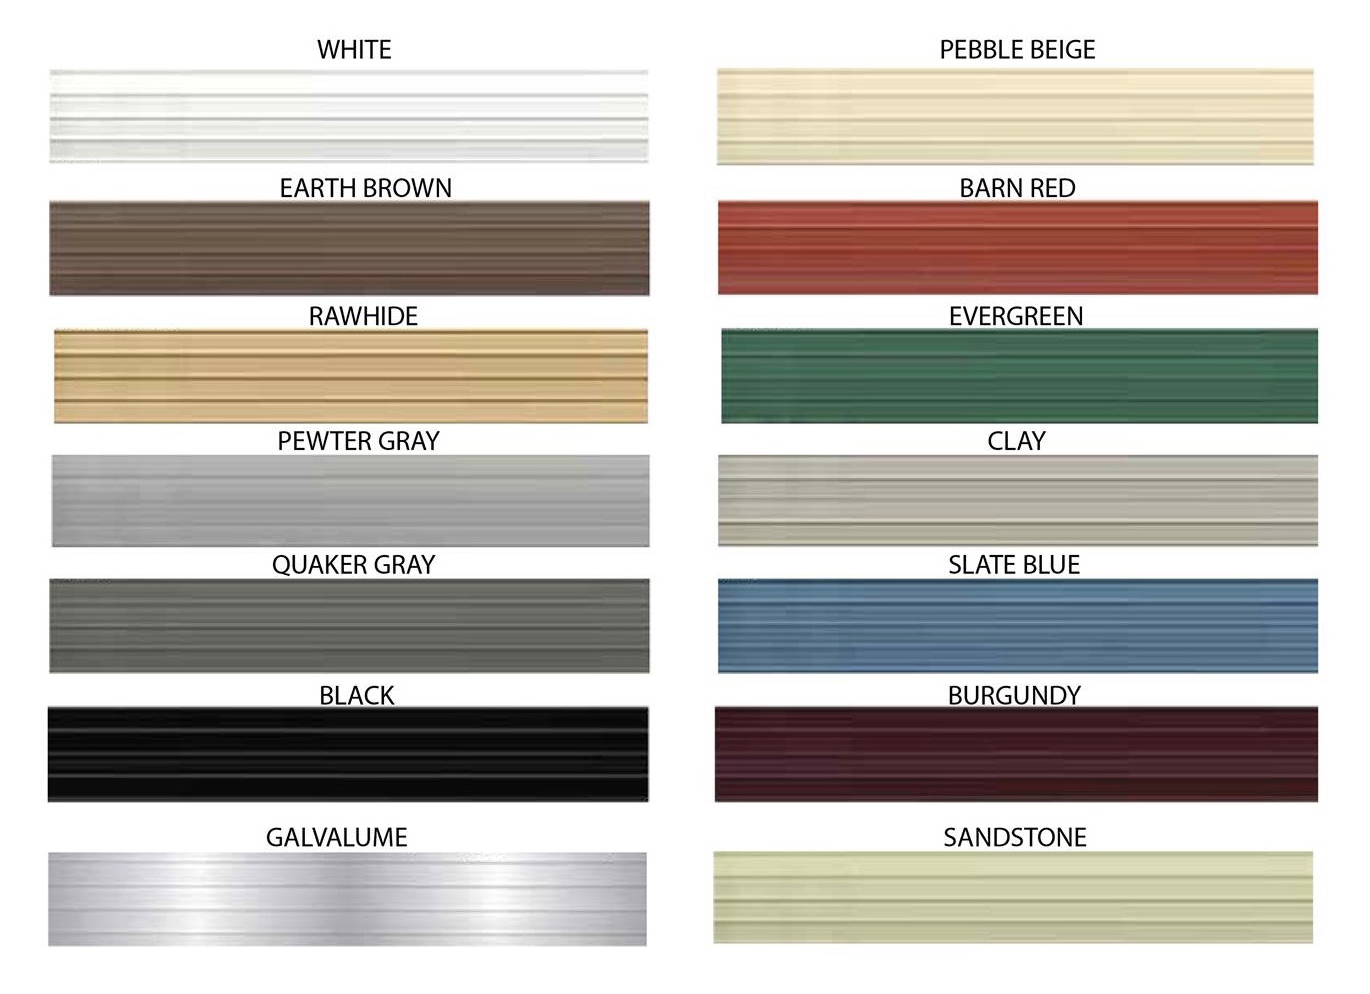 WHITE
PEBBLE BEIGE
EARTH BROWN
BARN RED
RAWHIDE
EVERGREEN
PEWTER GRAY
CLAY
QUAKER GRAY
SLATE BLUE
BLACK
BURGUNDY
GALVALUME
SANDSTONE